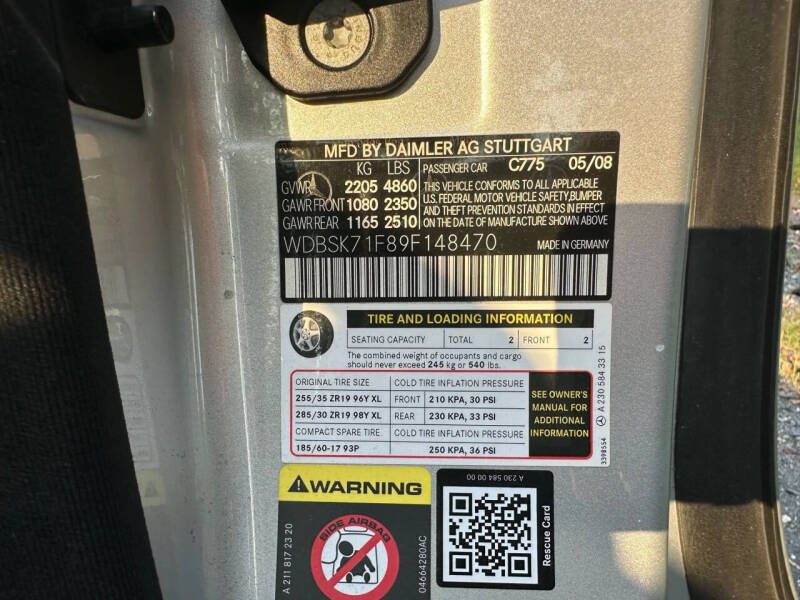 MFD BY DAIMLER AG STUTTGART
KG LBS PASSENGER CAR C775 05/08
GVWR 2205 4860
GAWR FRONT 1080 2350
GAWR REAR 1165 2510
THIS VEHICLE CONFORMS TO ALL APPLICABLE
U.S. FEDERAL MOTOR VEHICLE SAFETY,BUMPER
AND THEFT PREVENTION STANDARDS IN EFFECT
ON THE DATE OF MANUFACTURE SHOWN ABOVE
WDBSK71F89F148470 MADE IN GERMANY
TIRE AND LOADING INFORMATION
SEATING CAPACITY TOTAL 2 FRONT 2
The combined weight of occupants and cargo
should never exceed 245 kg or 540 lbs.
ORIGINAL TIRE SIZE COLD TIRE INFLATION PRESSURE
255/35 ZR19 96Y XL FRONT 210 KPA, 30 PSI
285/30 ZR19 98Y XL REAR 230 KPA, 33 PSI
COMPACT SPARE TIRE COLD TIRE INFLATION PRESSURE
185/60-17 93P 250 KPA, 36 PSI
SEE OWNER'S
MANUAL FOR
ADDITIONAL
INFORMATION
A 230 584 33 15
3398554
WARNING
SIDE AIRBAG
A 211 817 23 20
04664280AC
A 230 584 00 00
Rescue Card